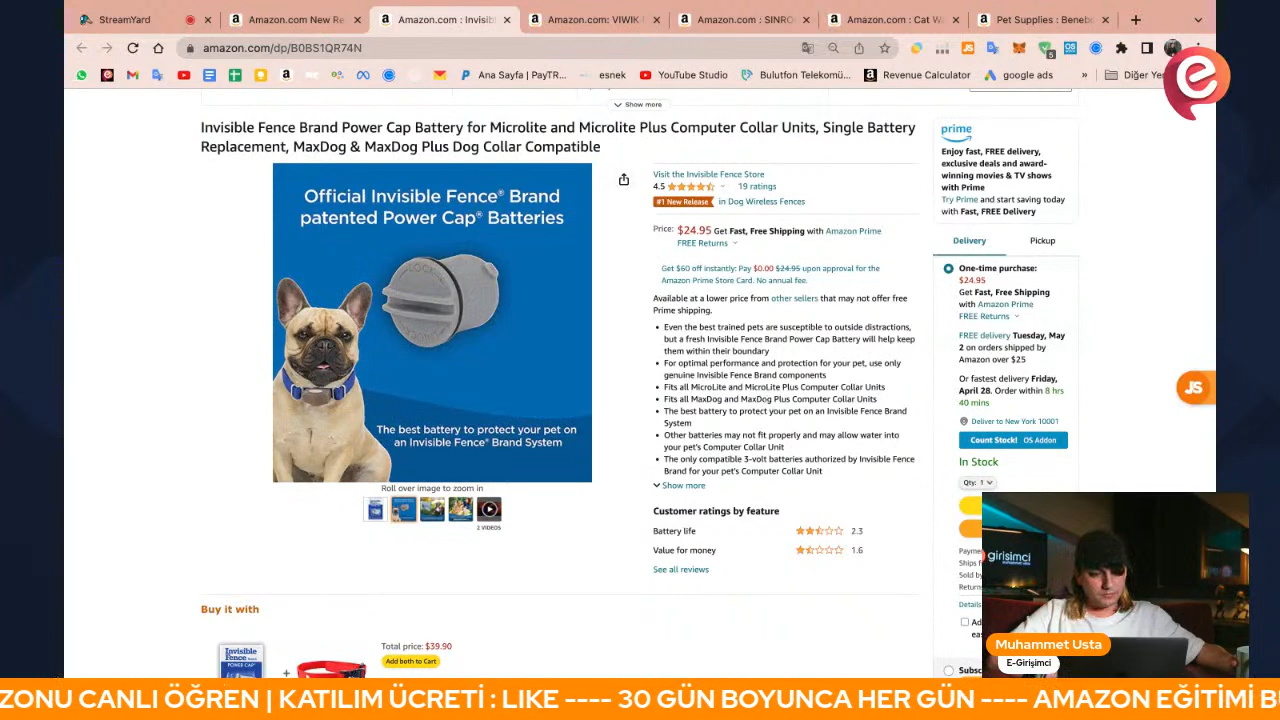 StreamYard
Amazon.com New Re
Amazon.com : Invisib
Amazon.com: VIWIK
Amazon.com : SINRO
Amazon.com : Cat W
Pet Supplies : Benebo
amazon.com/dp/B0BS1QR74N
5
Ana Sayfa | PayTR...
esnek
YouTube Studio
Bulutfon Telekomü...
Revenue Calculator
google ads
»
Diğer Yer
Show more
Invisible Fence Brand Power Cap Battery for Microlite and Microlite Plus Computer Collar Units, Single Battery
Replacement, MaxDog & MaxDog Plus Dog Collar Compatible
Official Invisible Fence® Brand
patented Power Cap® Batteries
The best battery to protect your pet on
an Invisible Fence® Brand System
Roll over image to zoom in
2 VIDEOS
Visit the Invisible Fence Store
4.5
19 ratings
#1 New Release
in Dog Wireless Fences
Price: $24.95 Get Fast, Free Shipping with Amazon Prime
FREE Returns
Get $60 off instantly: Pay $0.00 $24.95 upon approval for the
Amazon Prime Store Card. No annual fee.
Available at a lower price from other sellers that may not offer free
Prime shipping.
• Even the best trained pets are susceptible to outside distractions,
but a fresh Invisible Fence Brand Power Cap Battery will help keep
them within their boundary
• For optimal performance and protection for your pet, use only
genuine Invisible Fence Brand components
• Fits all MicroLite and MicroLite Plus Computer Collar Units
• Fits all MaxDog and MaxDog Plus Computer Collar Units
• The best battery to protect your pet on an Invisible Fence Brand
System
• Other batteries may not fit properly and may allow water into
your pet's Computer Collar Unit
• The only compatible 3-volt batteries authorized by Invisible Fence
Brand for your pet's Computer Collar Unit
Show more
Customer ratings by feature
Battery life 2.3
Value for money 1.6
See all reviews
Buy it with
Invisible
Fence
POWER CAP
+
Total price: $39.90
Add both to Cart
prime
Enjoy fast, FREE delivery,
exclusive deals and award-
winning movies & TV shows
with Prime
Try Prime and start saving today
with Fast, FREE Delivery
Delivery
Pickup
One-time purchase:
$24.95
Get Fast, Free Shipping
with Amazon Prime
FREE Returns
FREE delivery Tuesday, May
2 on orders shipped by
Amazon over $25
Or fastest delivery Friday,
April 28. Order within 8 hrs
40 mins
Deliver to New York 10001
Count Stock! OS Addon
In Stock
Qty: 1
Payme
Ships f
Sold by
Return
Details
Ad
eas
Subsc
JS
girisimci
Muhammet Usta
E-Girişimci
ZONU CANLI ÖĞREN | KATILIM ÜCRETİ : LIKE ---- 30 GÜN BOYUNCA HER GÜN ---- AMAZON EĞİTİMİ B